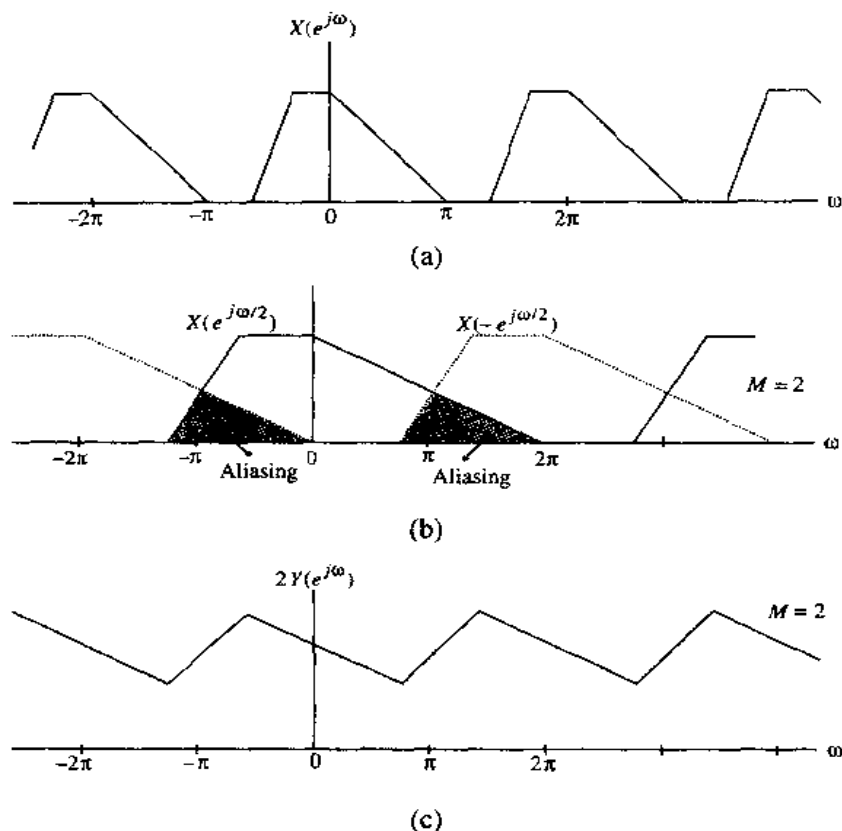 X(e^{jω})
-2π -π 0 π 2π ω
(a)
X(e^{jω/2}) X(-e^{jω/2})
M = 2
-2π -π 0 π 2π ω
Aliasing Aliasing
(b)
2Y(e^{jω})
M = 2
-2π -π 0 π 2π ω
(c)